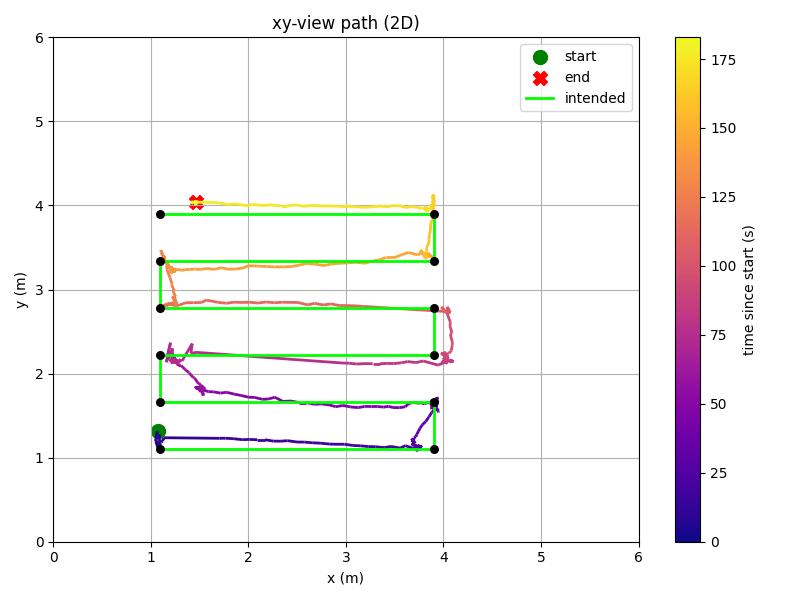 xy-view path (2D)
start
end
intended
6
5
4
3
2
1
0
y (m)
0 1 2 3 4 5 6
x (m)
175
150
125
100
75
50
25
0
time since start (s)